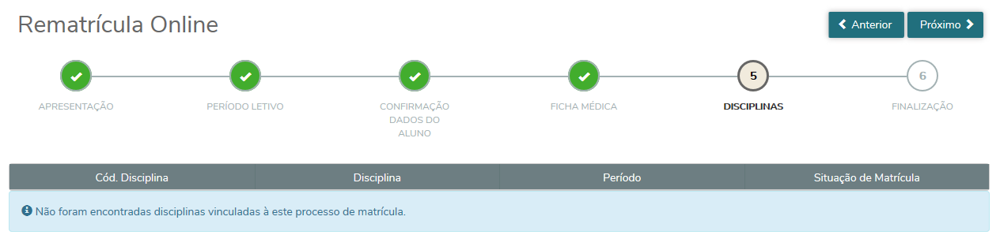 Rematrícula Online
Anterior
Próximo
5
6
APRESENTAÇÃO
PERÍODO LETIVO
CONFIRMAÇÃO
DADOS DO
ALUNO
FICHA MÉDICA
DISCIPLINAS
FINALIZAÇÃO
Cód. Disciplina
Disciplina
Período
Situação de Matrícula
Não foram encontradas disciplinas vinculadas à este processo de matrícula.